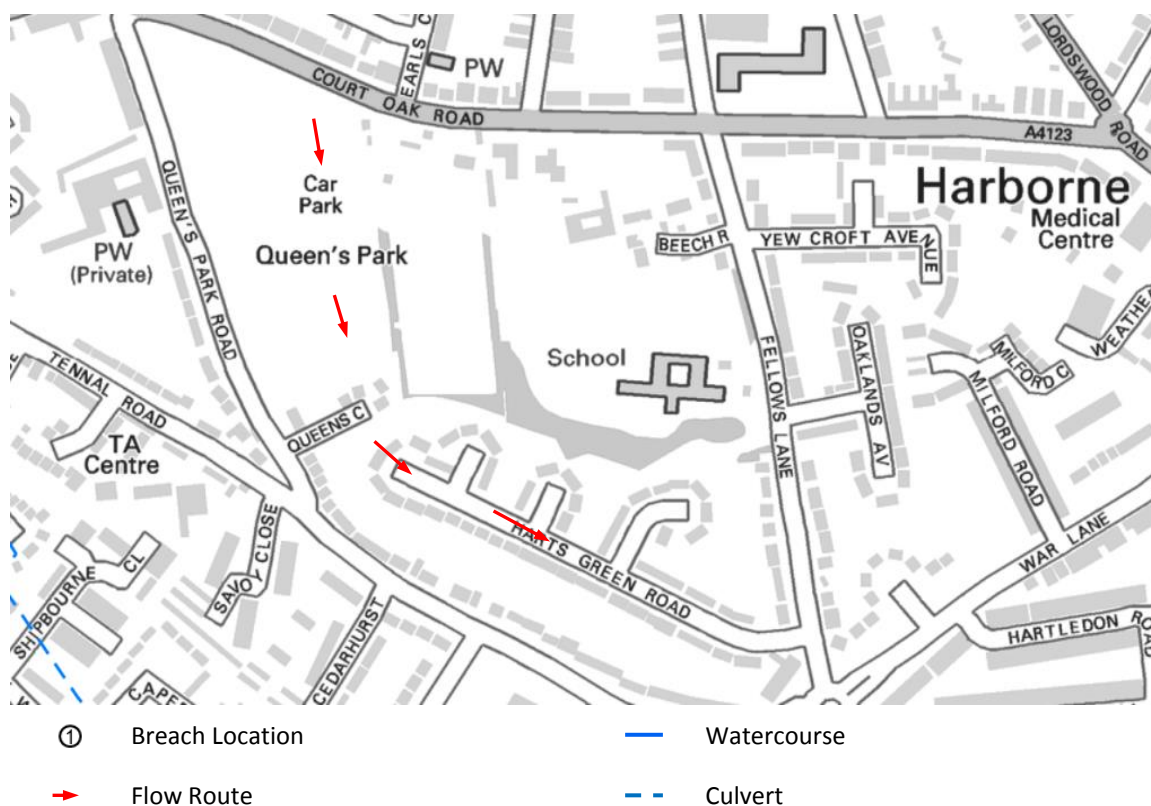 EARLS C
PW
COURT OAK ROAD
LORDSWOOD ROAD
A4123
Car
Park
Harborne
Medical
Centre
QUEEN'S PARK ROAD
PW
(Private)
Queen's Park
BEECH R
YEW CROFT AVENUE
FELLOWS LANE
OAKLANDS AV
MILFORD C
MILFORD ROAD
WEATHE
School
TENNAL ROAD
TA
Centre
QUEENS C
HARTS GREEN ROAD
WAR LANE
HARTLEDON ROAD
SAVOY CLOSE
SHIPBOURNE CL
CEDARHURST
CAPE
① Breach Location
Watercourse
Flow Route
Culvert